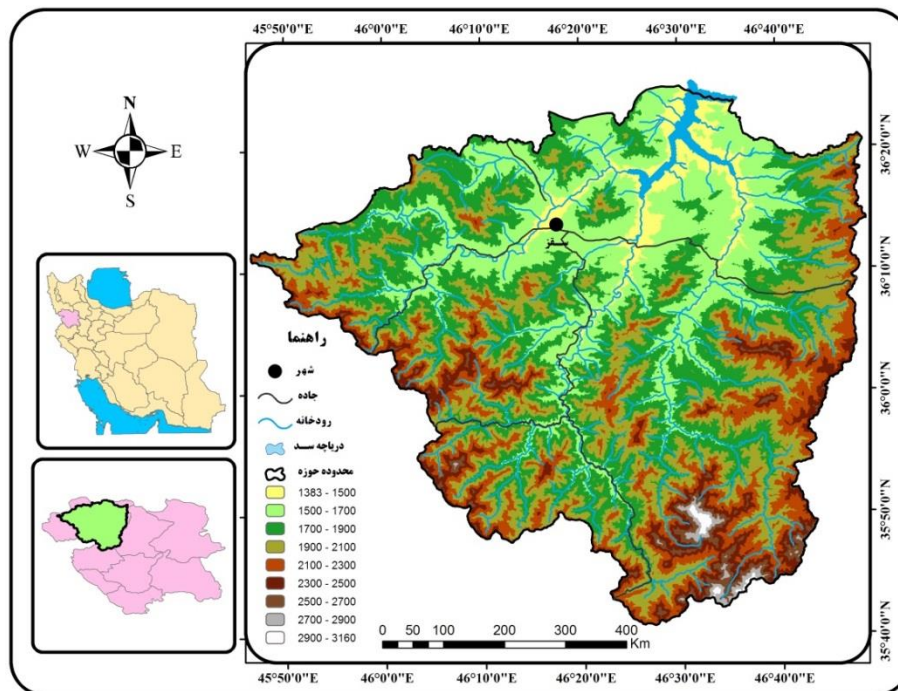 45°50'0"E 46°0'0"E 46°10'0"E 46°20'0"E 46°30'0"E 46°40'0"E
N
W E
S
36°20'0"N
36°10'0"N
36°0'0"N
35°50'0"N
35°40'0"N
سقز
راهنما
شهر
جاده
رودخانه
دریاچه سد
محدوده حوزه
1383 - 1500
1500 - 1700
1700 - 1900
1900 - 2100
2100 - 2300
2300 - 2500
2500 - 2700
2700 - 2900
2900 - 3160
0 50 100 200 300 400
Km
45°50'0"E 46°0'0"E 46°10'0"E 46°20'0"E 46°30'0"E 46°40'0"E